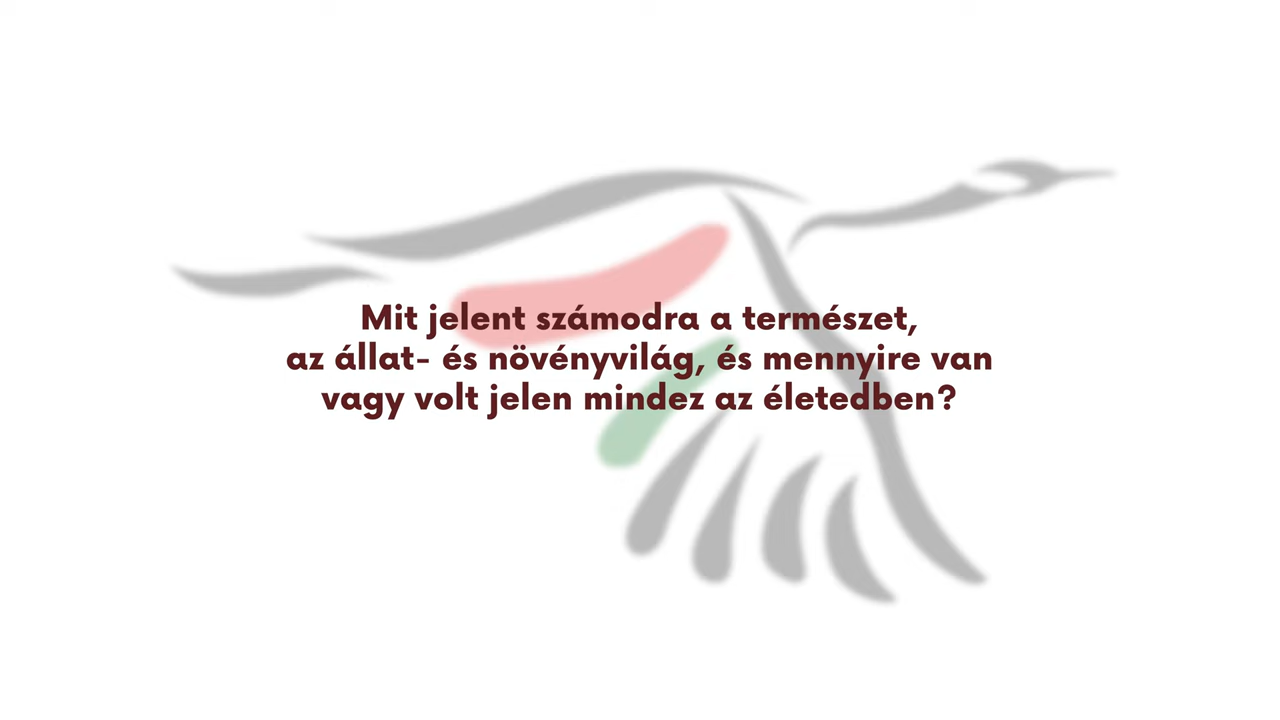 Mit jelent számodra a természet,
az állat- és növényvilág, és mennyire van
vagy volt jelen mindez az életedben?